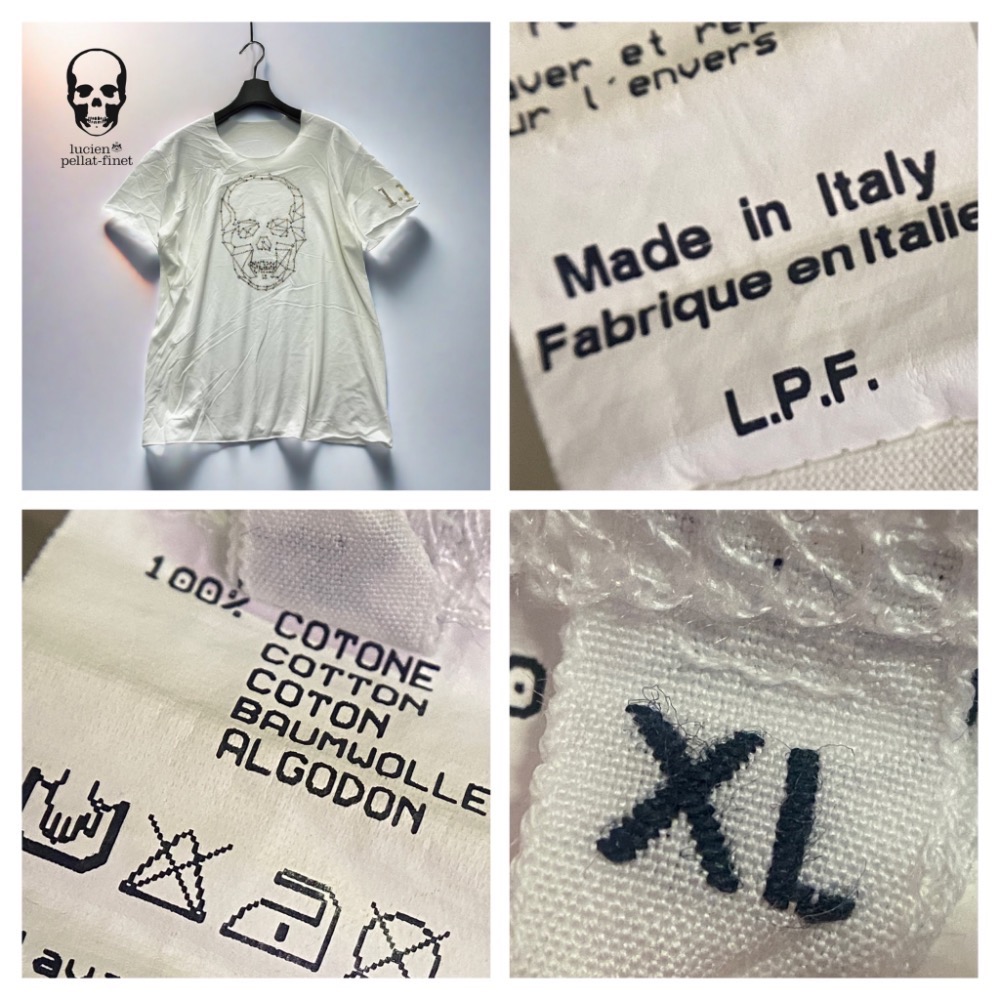 lucien
pellat-finet
aver et rep
ur l'envers
Made in Italy
Fabrique en Italie
L.P.F.
100% COTONE
COTTON
COTON
BAUMWOLLE
ALGODON
XL